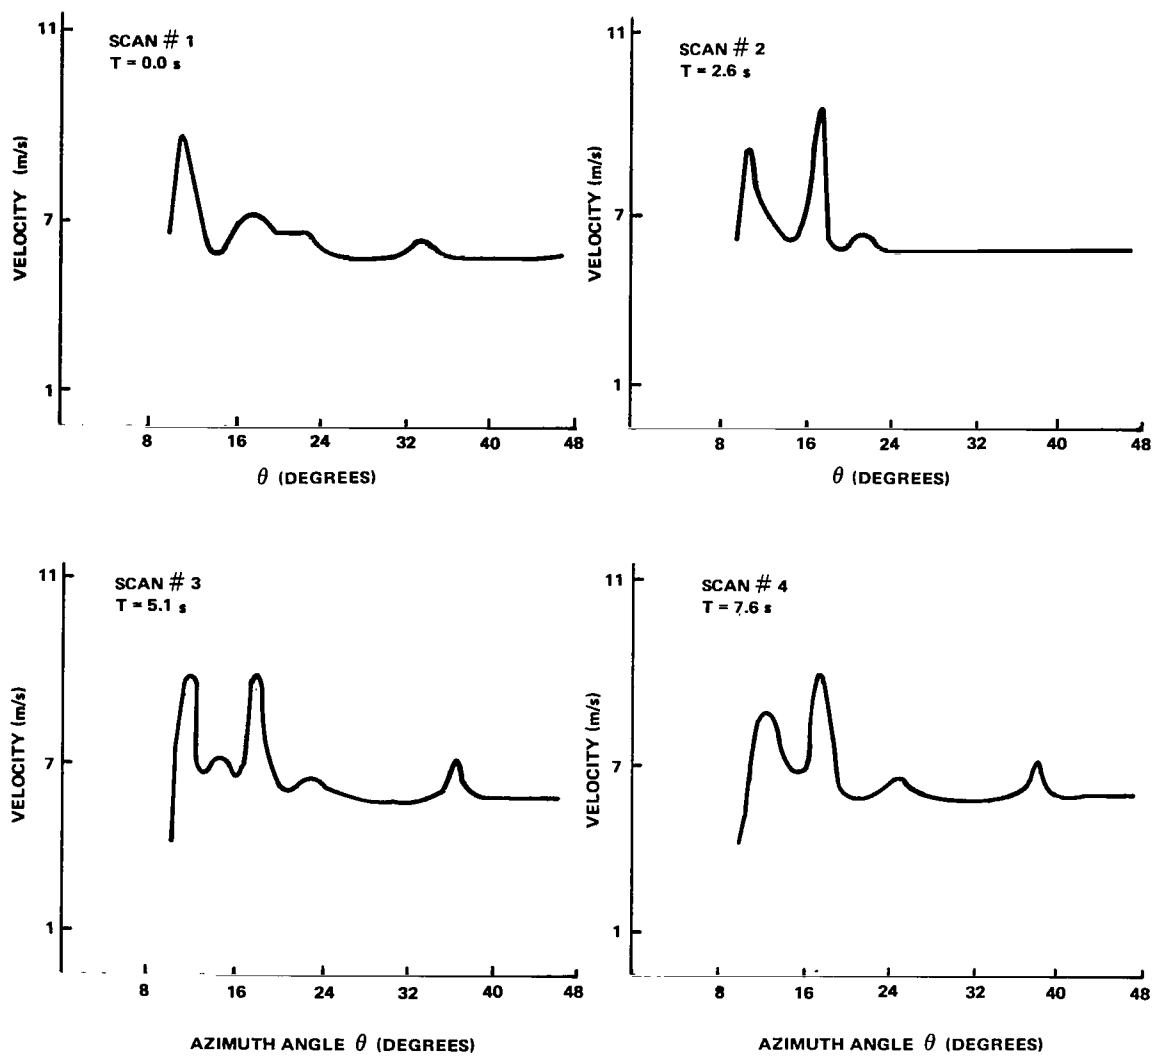 SCAN # 1
T = 0.0 s
11
7
1
VELOCITY (m/s)
8 16 24 32 40 48
θ (DEGREES)
SCAN # 2
T = 2.6 s
11
7
1
VELOCITY (m/s)
8 16 24 32 40 48
θ (DEGREES)
SCAN # 3
T = 5.1 s
11
7
1
VELOCITY (m/s)
8 16 24 32 40 48
AZIMUTH ANGLE θ (DEGREES)
SCAN # 4
T = 7.6 s
11
7
1
VELOCITY (m/s)
8 16 24 32 40 48
AZIMUTH ANGLE θ (DEGREES)